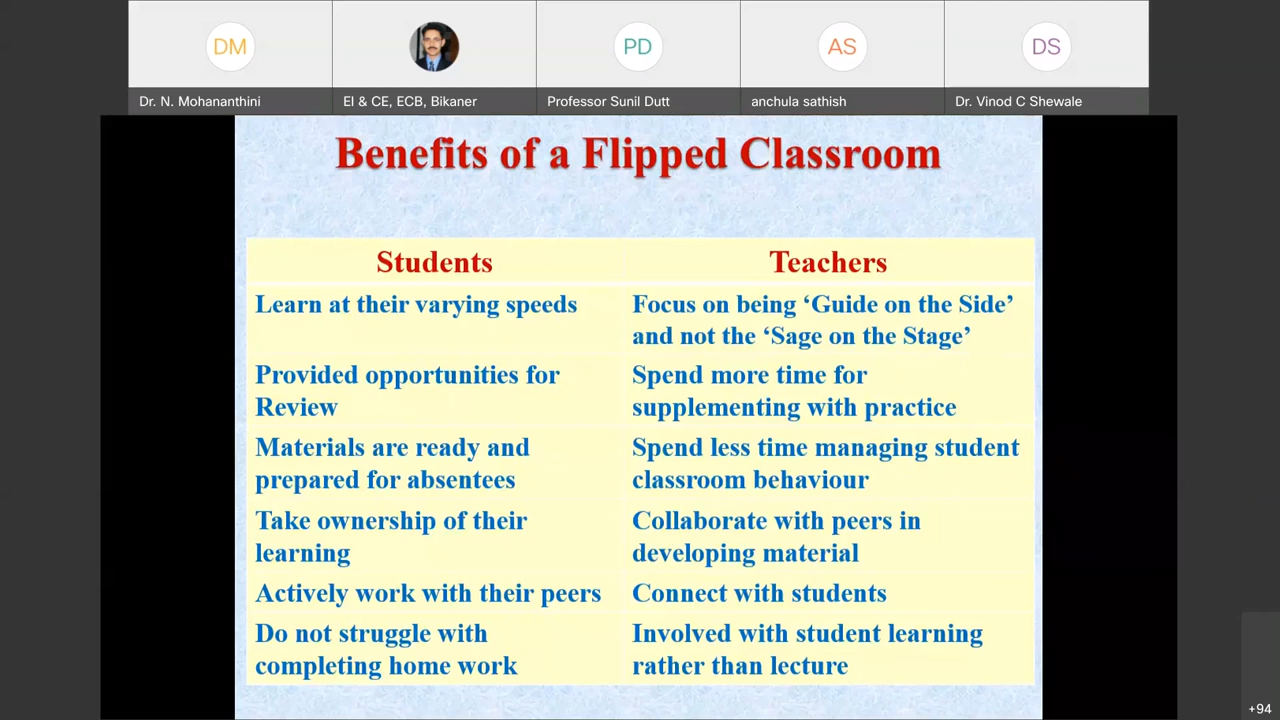 DM
PD
AS
DS
Dr. N. Mohananthini
EI & CE, ECB, Bikaner
Professor Sunil Dutt
anchula sathish
Dr. Vinod C Shewale
Benefits of a Flipped Classroom
Students
Teachers
Learn at their varying speeds
Focus on being ‘Guide on the Side’
and not the ‘Sage on the Stage’
Provided opportunities for
Review
Spend more time for
supplementing with practice
Materials are ready and
prepared for absentees
Spend less time managing student
classroom behaviour
Take ownership of their
learning
Collaborate with peers in
developing material
Actively work with their peers
Connect with students
Do not struggle with
completing home work
Involved with student learning
rather than lecture
+94